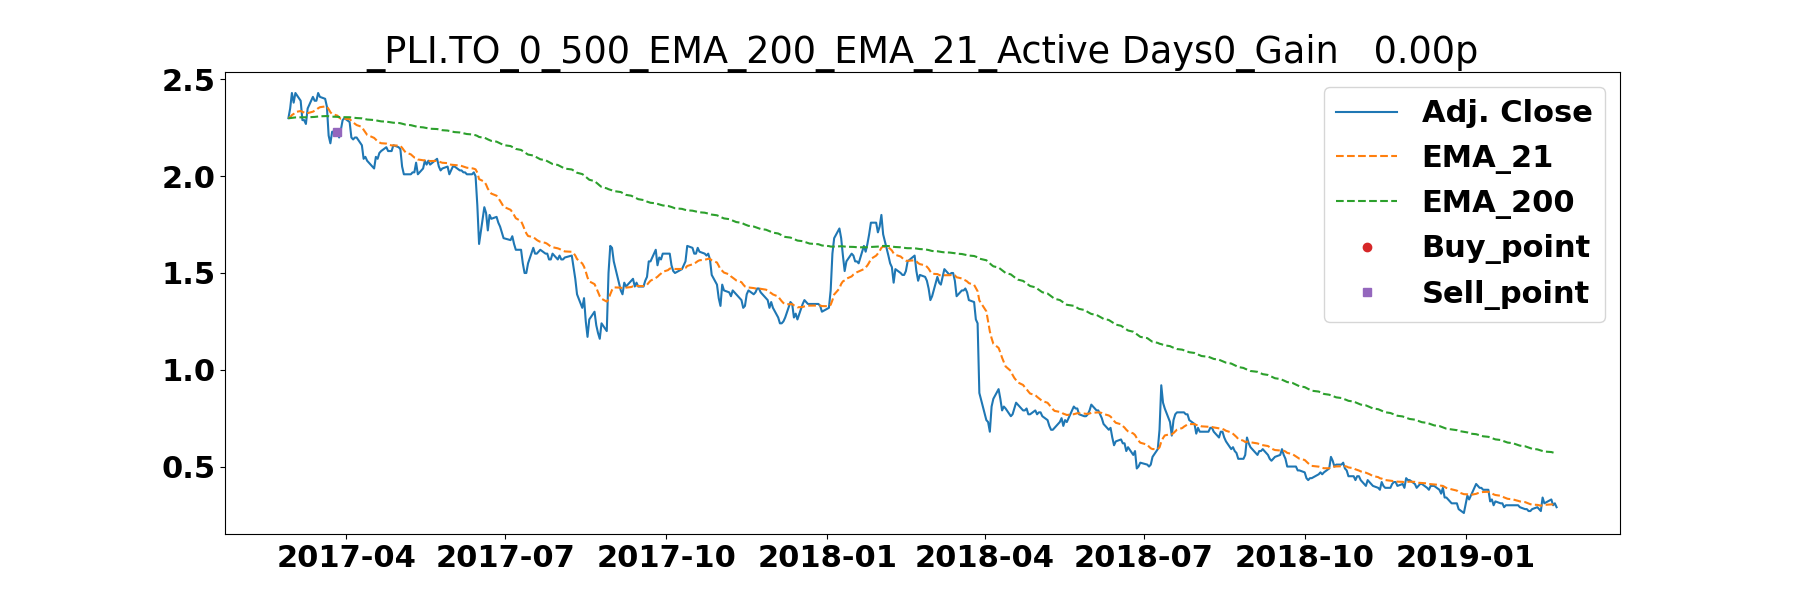 _PLI.TO_0_500_EMA_200_EMA_21_Active Days0_Gain   0.00p
2.5
2.0
1.5
1.0
0.5
Adj. Close
EMA_21
EMA_200
Buy_point
Sell_point
2017-04 2017-07 2017-10 2018-01 2018-04 2018-07 2018-10 2019-01